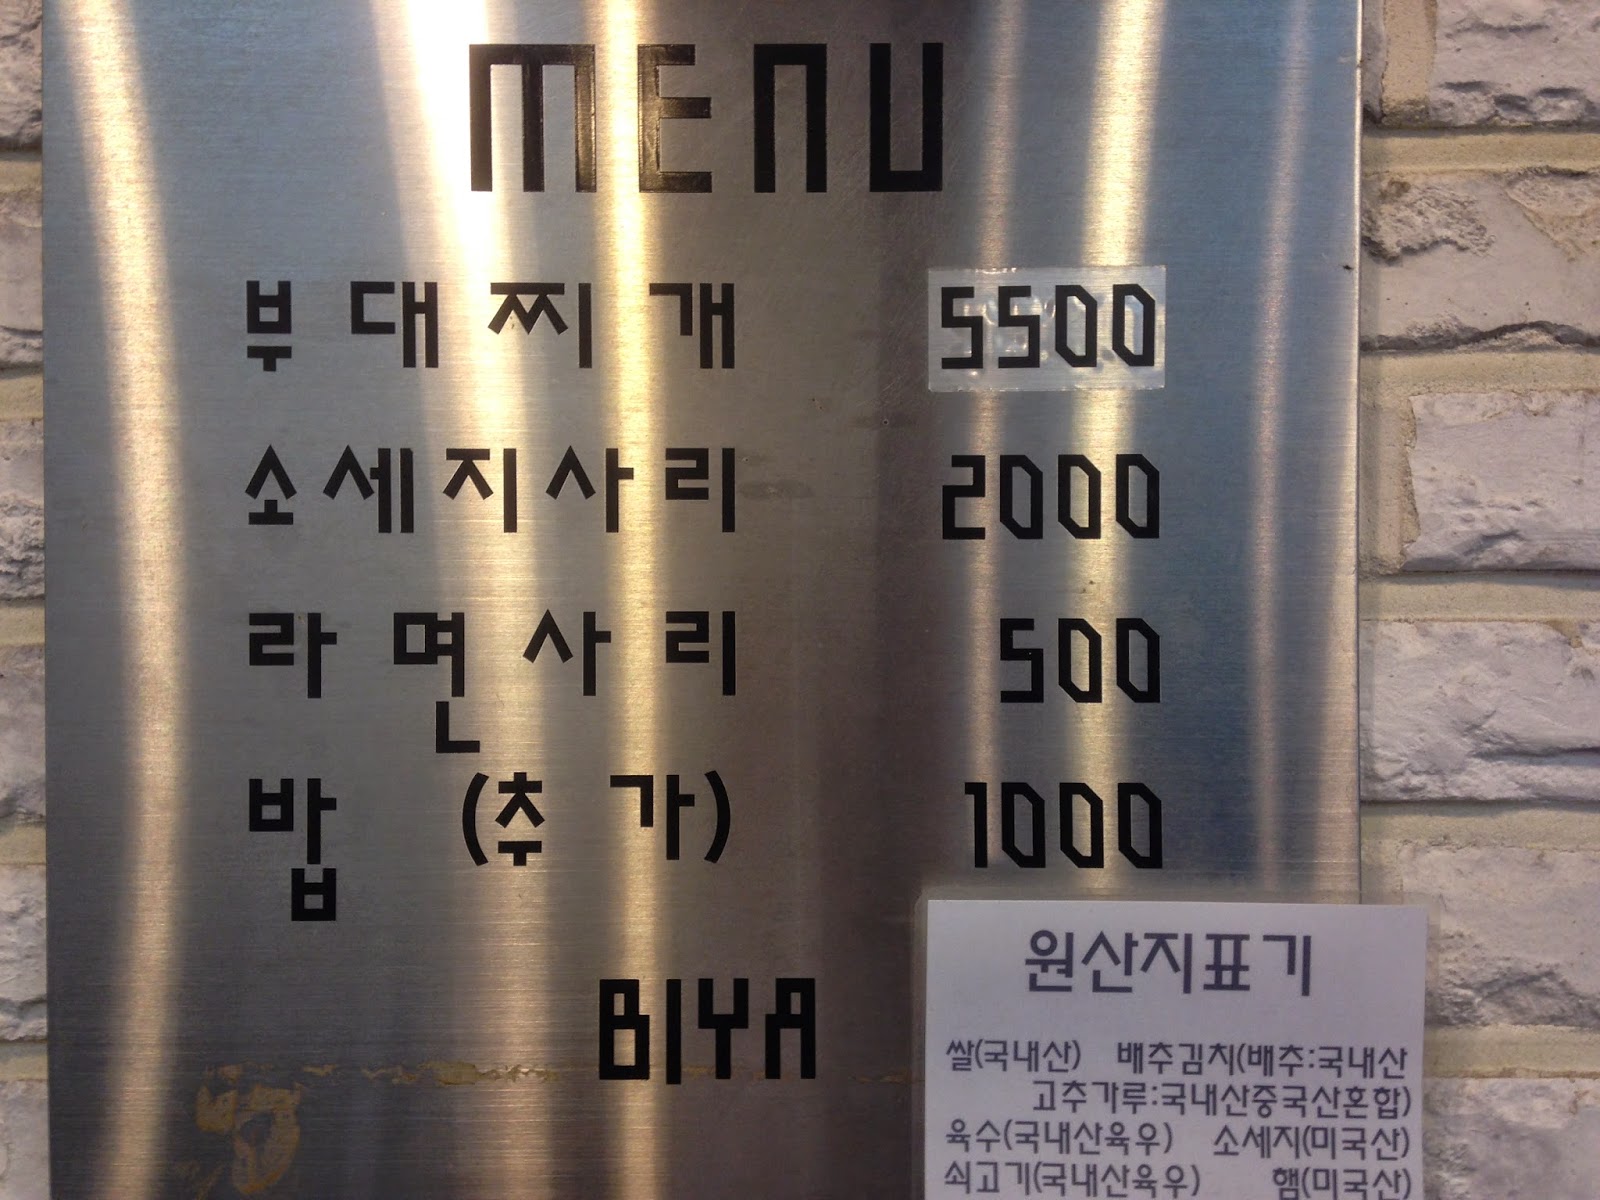 MENU
부대찌개 5500
소세지사리 2000
라면사리 500
밥 (추가) 1000
BIYA
원산지표기
쌀(국내산) 배추김치(배추:국내산
고추가루:국내산중국산혼합)
육수(국내산육우) 소세지(미국산)
쇠고기(국내산육우) 햄(미국산)